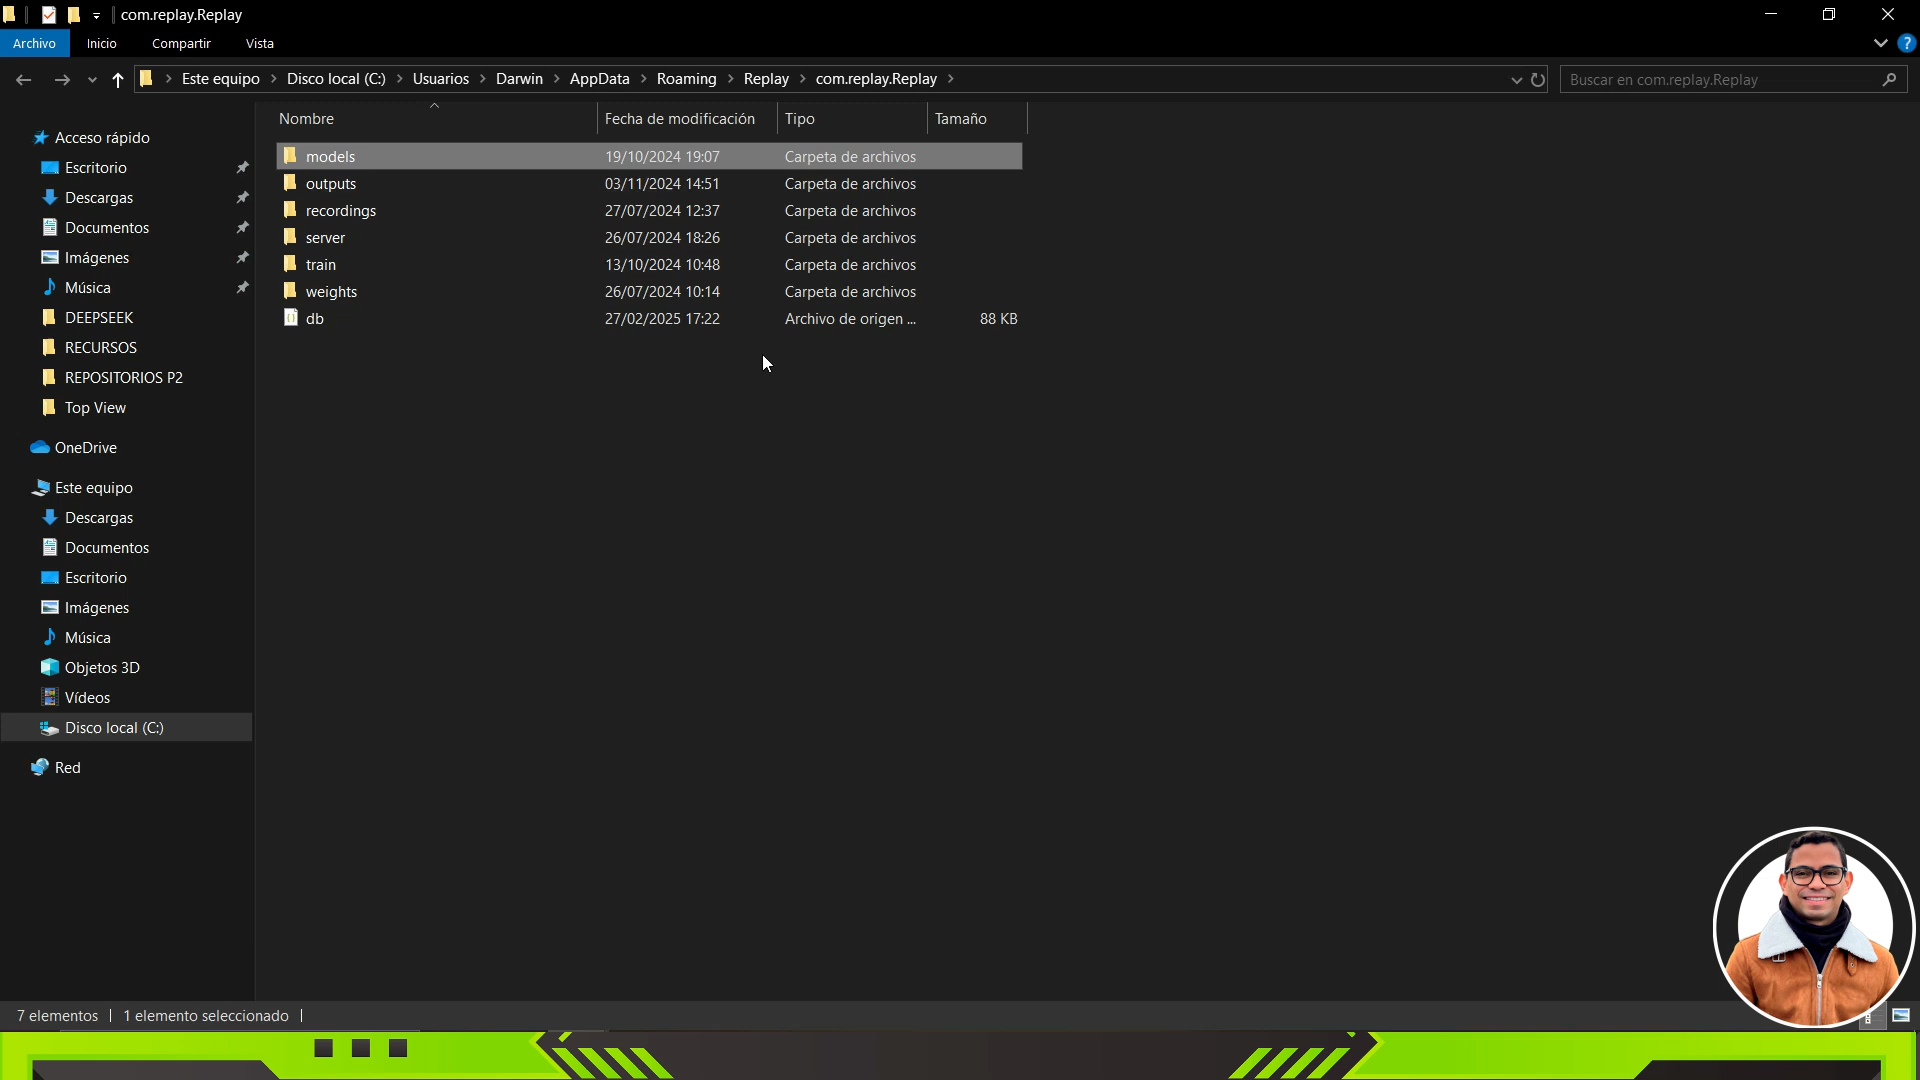 com.replay.Replay
Archivo Inicio Compartir Vista
Este equipo > Disco local (C:) > Usuarios > Darwin > AppData > Roaming > Replay > com.replay.Replay >
Buscar en com.replay.Replay
Nombre Fecha de modificación Tipo Tamaño
models 19/10/2024 19:07 Carpeta de archivos
outputs 03/11/2024 14:51 Carpeta de archivos
recordings 27/07/2024 12:37 Carpeta de archivos
server 26/07/2024 18:26 Carpeta de archivos
train 13/10/2024 10:48 Carpeta de archivos
weights 26/07/2024 10:14 Carpeta de archivos
db 27/02/2025 17:22 Archivo de origen ... 88 KB
Acceso rápido
Escritorio
Descargas
Documentos
Imágenes
Música
DEEPSEEK
RECURSOS
REPOSITORIOS P2
Top View
OneDrive
Este equipo
Descargas
Documentos
Escritorio
Imágenes
Música
Objetos 3D
Vídeos
Disco local (C:)
Red
7 elementos 1 elemento seleccionado